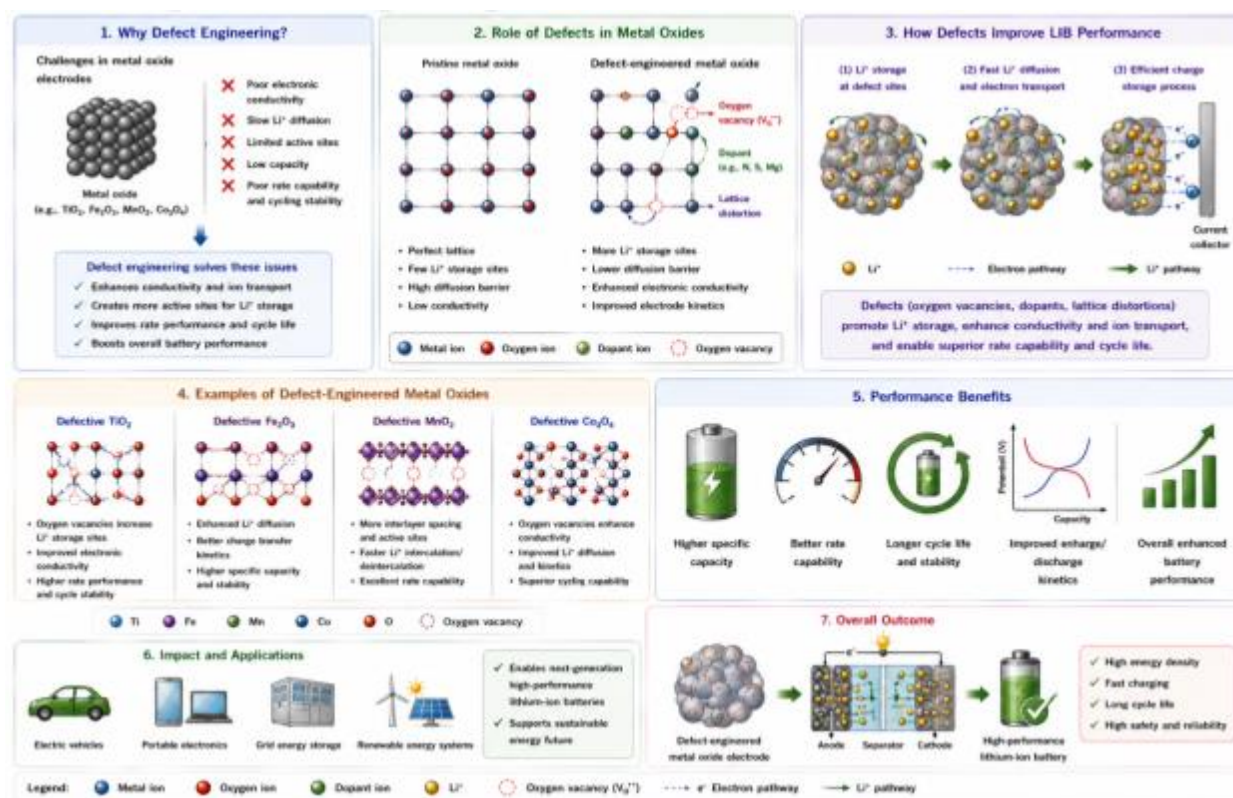 1. Why Defect Engineering?
Challenges in metal oxide
electrodes
Metal oxide
(e.g., TiO₂, Fe₂O₃, MnO₂, Co₃O₄)
✗ Poor electronic
conductivity
✗ Slow Li⁺ diffusion
✗ Limited active sites
✗ Low capacity
✗ Poor rate capability
and cycling stability
Defect engineering solves these issues
✓ Enhances conductivity and ion transport
✓ Creates more active sites for Li⁺ storage
✓ Improves rate performance and cycle life
✓ Boosts overall battery performance
2. Role of Defects in Metal Oxides
Pristine metal oxide
• Perfect lattice
• Few Li⁺ storage sites
• High diffusion barrier
• Low conductivity
Defect-engineered metal oxide
Oxygen
vacancy (V₀••)
Dopant
(e.g., N, S, Mg)
Lattice
distortion
• More Li⁺ storage sites
• Lower diffusion barrier
• Enhanced electronic conductivity
• Improved electrode kinetics
Metal ion Oxygen ion Dopant ion Oxygen vacancy
3. How Defects Improve LIB Performance
(1) Li⁺ storage
at defect sites
(2) Fast Li⁺ diffusion
and electron transport
(3) Efficient charge
storage process
e⁻
e⁻
Current
collector
Li⁺ Electron pathway Li⁺ pathway
Defects (oxygen vacancies, dopants, lattice distortions)
promote Li⁺ storage, enhance conductivity and ion transport,
and enable superior rate capability and cycle life.
4. Examples of Defect-Engineered Metal Oxides
Defective TiO₂
• Oxygen vacancies increase
Li⁺ storage sites
• Improved electronic
conductivity
• Higher rate performance
and cycle stability
Defective Fe₂O₃
• Enhanced Li⁺ diffusion
• Better charge transfer
kinetics
• Higher specific capacity
and stability
Defective MnO₂
• More interlayer spacing
and active sites
• Faster Li⁺ intercalation/
deintercalation
• Excellent rate capability
Defective Co₃O₄
• Oxygen vacancies enhance
conductivity
• Improved Li⁺ diffusion
and kinetics
• Superior cycling capability
Ti Fe Mn Co O Oxygen vacancy
5. Performance Benefits
Higher specific
capacity
Better rate
capability
Longer cycle life
and stability
Potential (V)
Capacity
Improved enharge/
discharge
kinetics
Overall enhanced
battery
performance
6. Impact and Applications
Electric vehicles
Portable electronics
Grid energy storage
Renewable energy systems
✓ Enables next-generation
high-performance
lithium-ion batteries
✓ Supports sustainable
energy future
7. Overall Outcome
Defect-engineered
metal oxide electrode
e⁻
Anode Separator Cathode
High-performance
lithium-ion battery
✓ High energy density
✓ Fast charging
✓ Long cycle life
✓ High safety and reliability
Legend: Metal ion Oxygen ion Dopant ion Li⁺ Oxygen vacancy (V₀••) e⁻ Electron pathway Li⁺ pathway